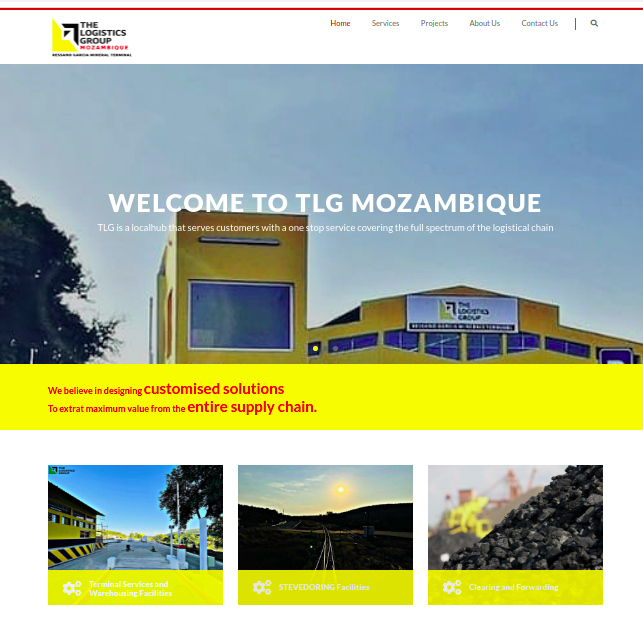 THE
LOGISTICS
GROUP
MOZAMBIQUE
RESSANO GARCIA MINERAL TERMINAL
Home Services Projects About Us Contact Us
WELCOME TO TLG MOZAMBIQUE
TLG is a localhub that serves customers with a one stop service covering the full spectrum of the logistical chain
THE
LOGISTICS
GROUP
RESSANO GARCIA MINERAL TERMINAL
We believe in designing customised solutions
To extrat maximum value from the entire supply chain.
THE
LOGISTICS
GROUP
Terminal Services and
Warehousing Facilities
STEVEDORING Facilities
Clearing and Forwarding